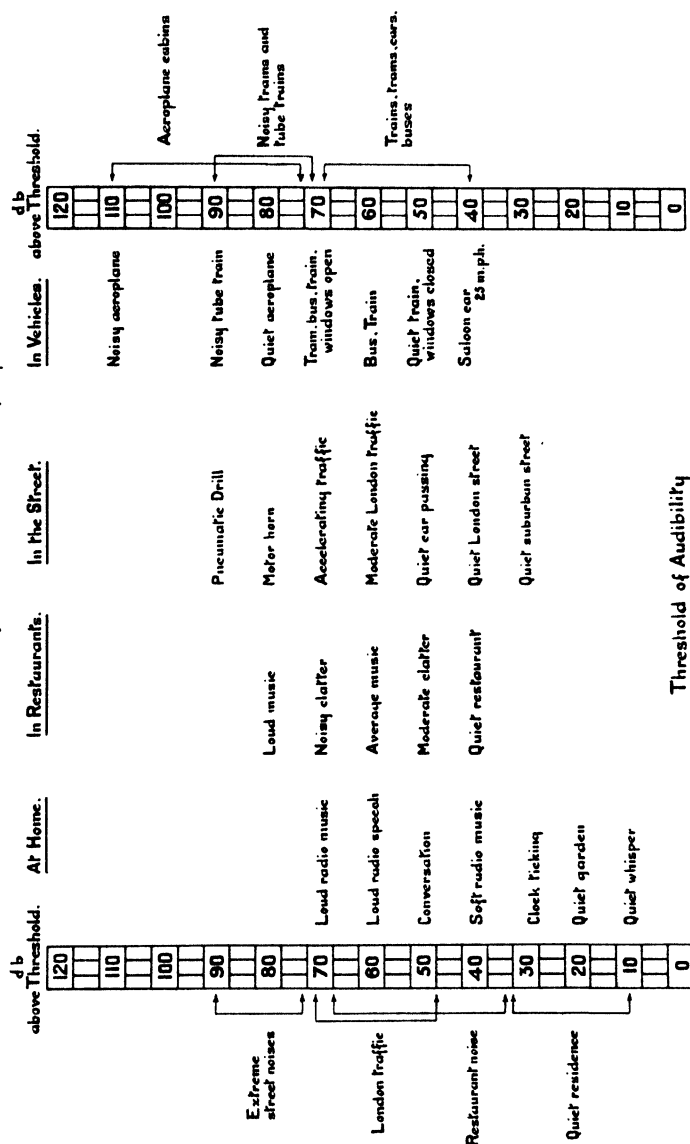 db
above Threshold.
At Home.
In Restaurants.
In the Street.
In Vehicles.
db
above Threshold.
120 120
110 Noisy aeroplane 110
100 100
90 Pneumatic Drill Noisy tube train 90
80 Loud music Motor horn Quiet aeroplane 80
70 Loud radio music Noisy clatter Accelerating traffic Tram. bus. train. 70
windows open
60 Loud radio speech Average music Moderate London traffic Bus. Train 60
50 Conversation Moderate clatter Quiet car passing Quiet train. 50
windows closed
40 Soft radio music Quiet restaurant Quiet London street Saloon car 40
25 m.p.h.
30 Clock ticking Quiet suburban street 30
20 Quiet garden 20
10 Quiet whisper 10
0 0
Threshold of Audibility
Extreme
street noises
London traffic
Restaurant noise
Quiet residence
Aeroplane cabins
Noisy trains and
tube trains
Trains. trams. cars.
buses